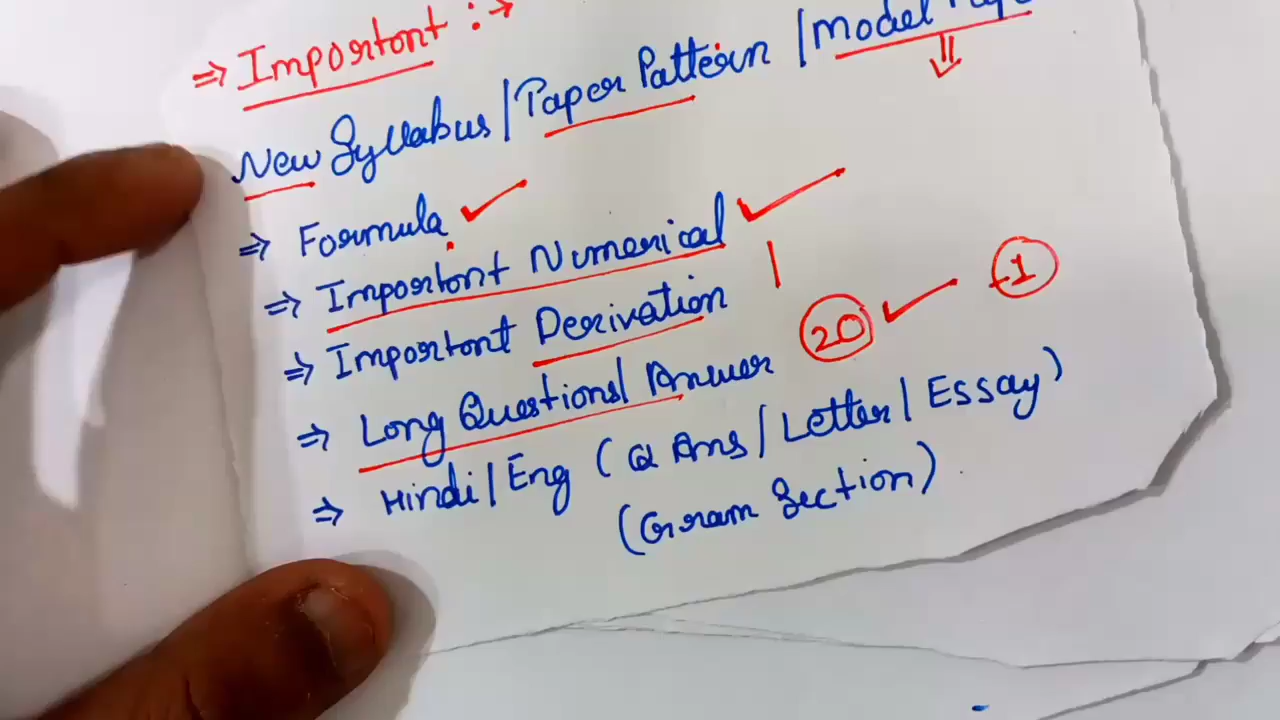 ⇒ Important :→
New Syllabus / Paper Pattern / Model
⇒ Formula ✓
⇒ Important Numerical ✓
⇒ Important Derivation
⇒ Long Questions/ Answer 20 ✓ +1
⇒ Hindi / Eng (Q Ans / Letter / Essay)
(Gram Section)